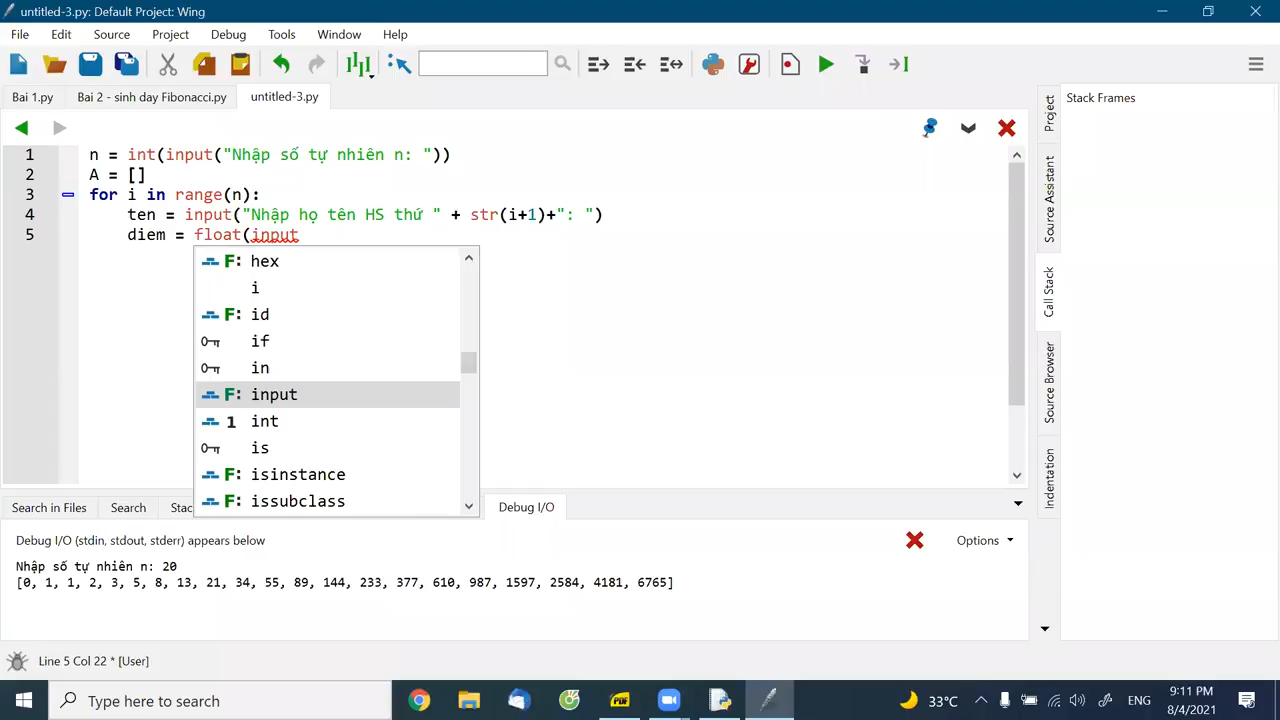 untitled-3.py: Default Project: Wing
File Edit Source Project Debug Tools Window Help
Bai 1.py Bai 2 - sinh day Fibonacci.py untitled-3.py
1 n = int(input("Nhập số tự nhiên n: "))
2 A = []
3 for i in range(n):
4 ten = input("Nhập họ tên HS thứ " + str(i+1)+": ")
5 diem = float(input
F: hex
i
F: id
if
in
F: input
1 int
is
F: isinstance
F: issubclass
Stack Frames
Project
Source Assistant
Call Stack
Source Browser
Indentation
Search in Files Search Stac Debug I/O
Debug I/O (stdin, stdout, stderr) appears below Options
Nhập số tự nhiên n: 20
[0, 1, 1, 2, 3, 5, 8, 13, 21, 34, 55, 89, 144, 233, 377, 610, 987, 1597, 2584, 4181, 6765]
Line 5 Col 22 * [User]
Type here to search PDF 33°C ENG 9:11 PM
8/4/2021